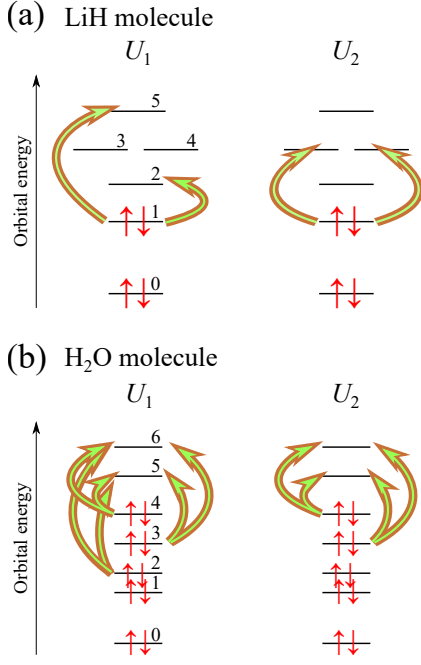 (a) LiH molecule
U₁ U₂
Orbital energy
5
3 4
2
1
0
(b) H₂O molecule
U₁ U₂
Orbital energy
6
5
4
3
2
1
0